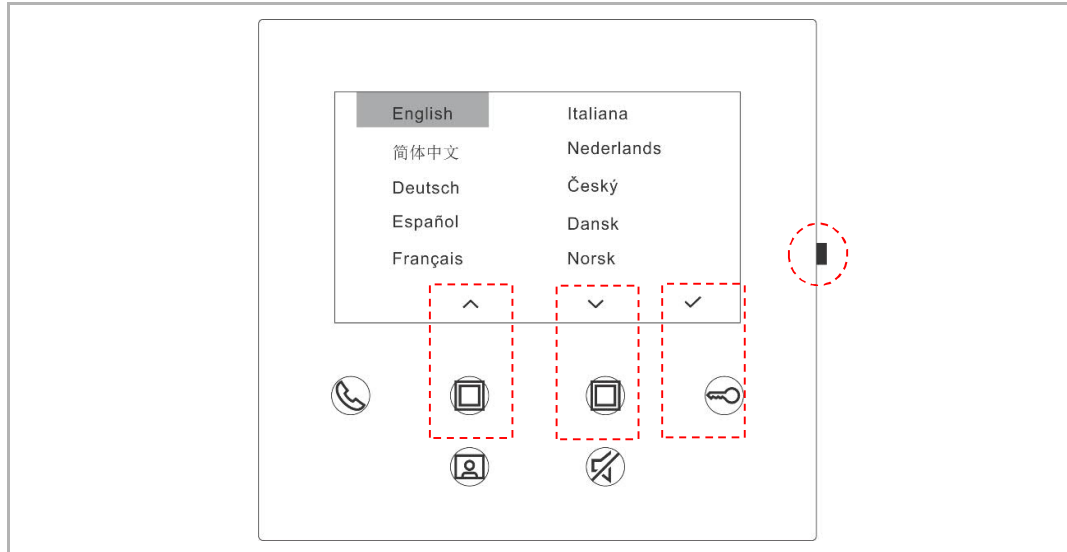 English
简体中文
Deutsch
Español
Français
Italiana
Nederlands
Český
Dansk
Norsk